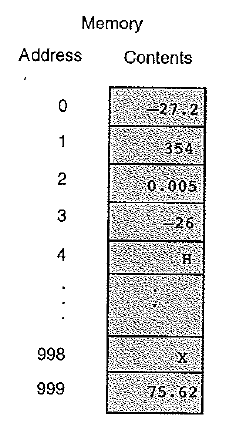 Memory
Address Contents
0 −27.2
1 354
2 0.005
3 −26
4 H
. .
. .
. .
998 X
999 75.62